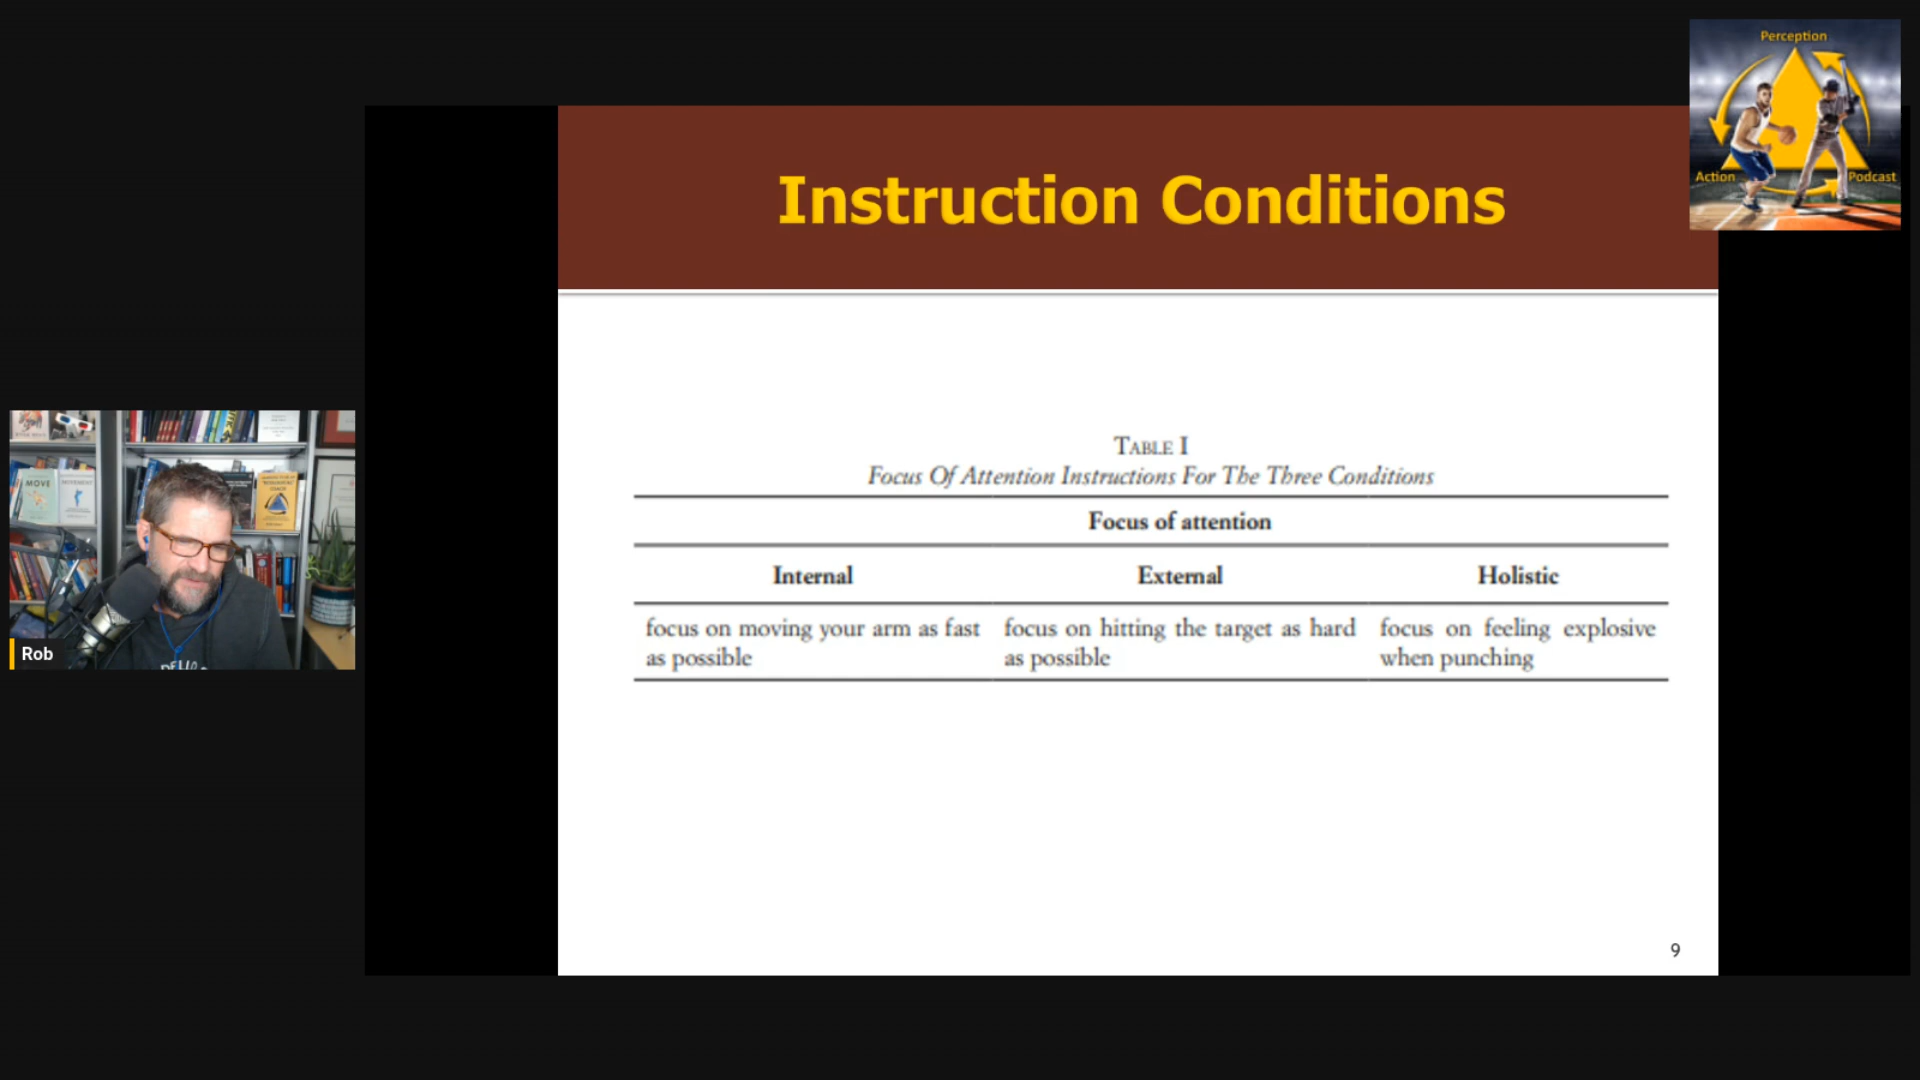 Perception
Action
Podcast
Instruction Conditions
TABLE I
Focus Of Attention Instructions For The Three Conditions
Focus of attention
Internal
External
Holistic
focus on moving your arm as fast
as possible
focus on hitting the target as hard
as possible
focus on feeling explosive
when punching
MOVE
Rob
9